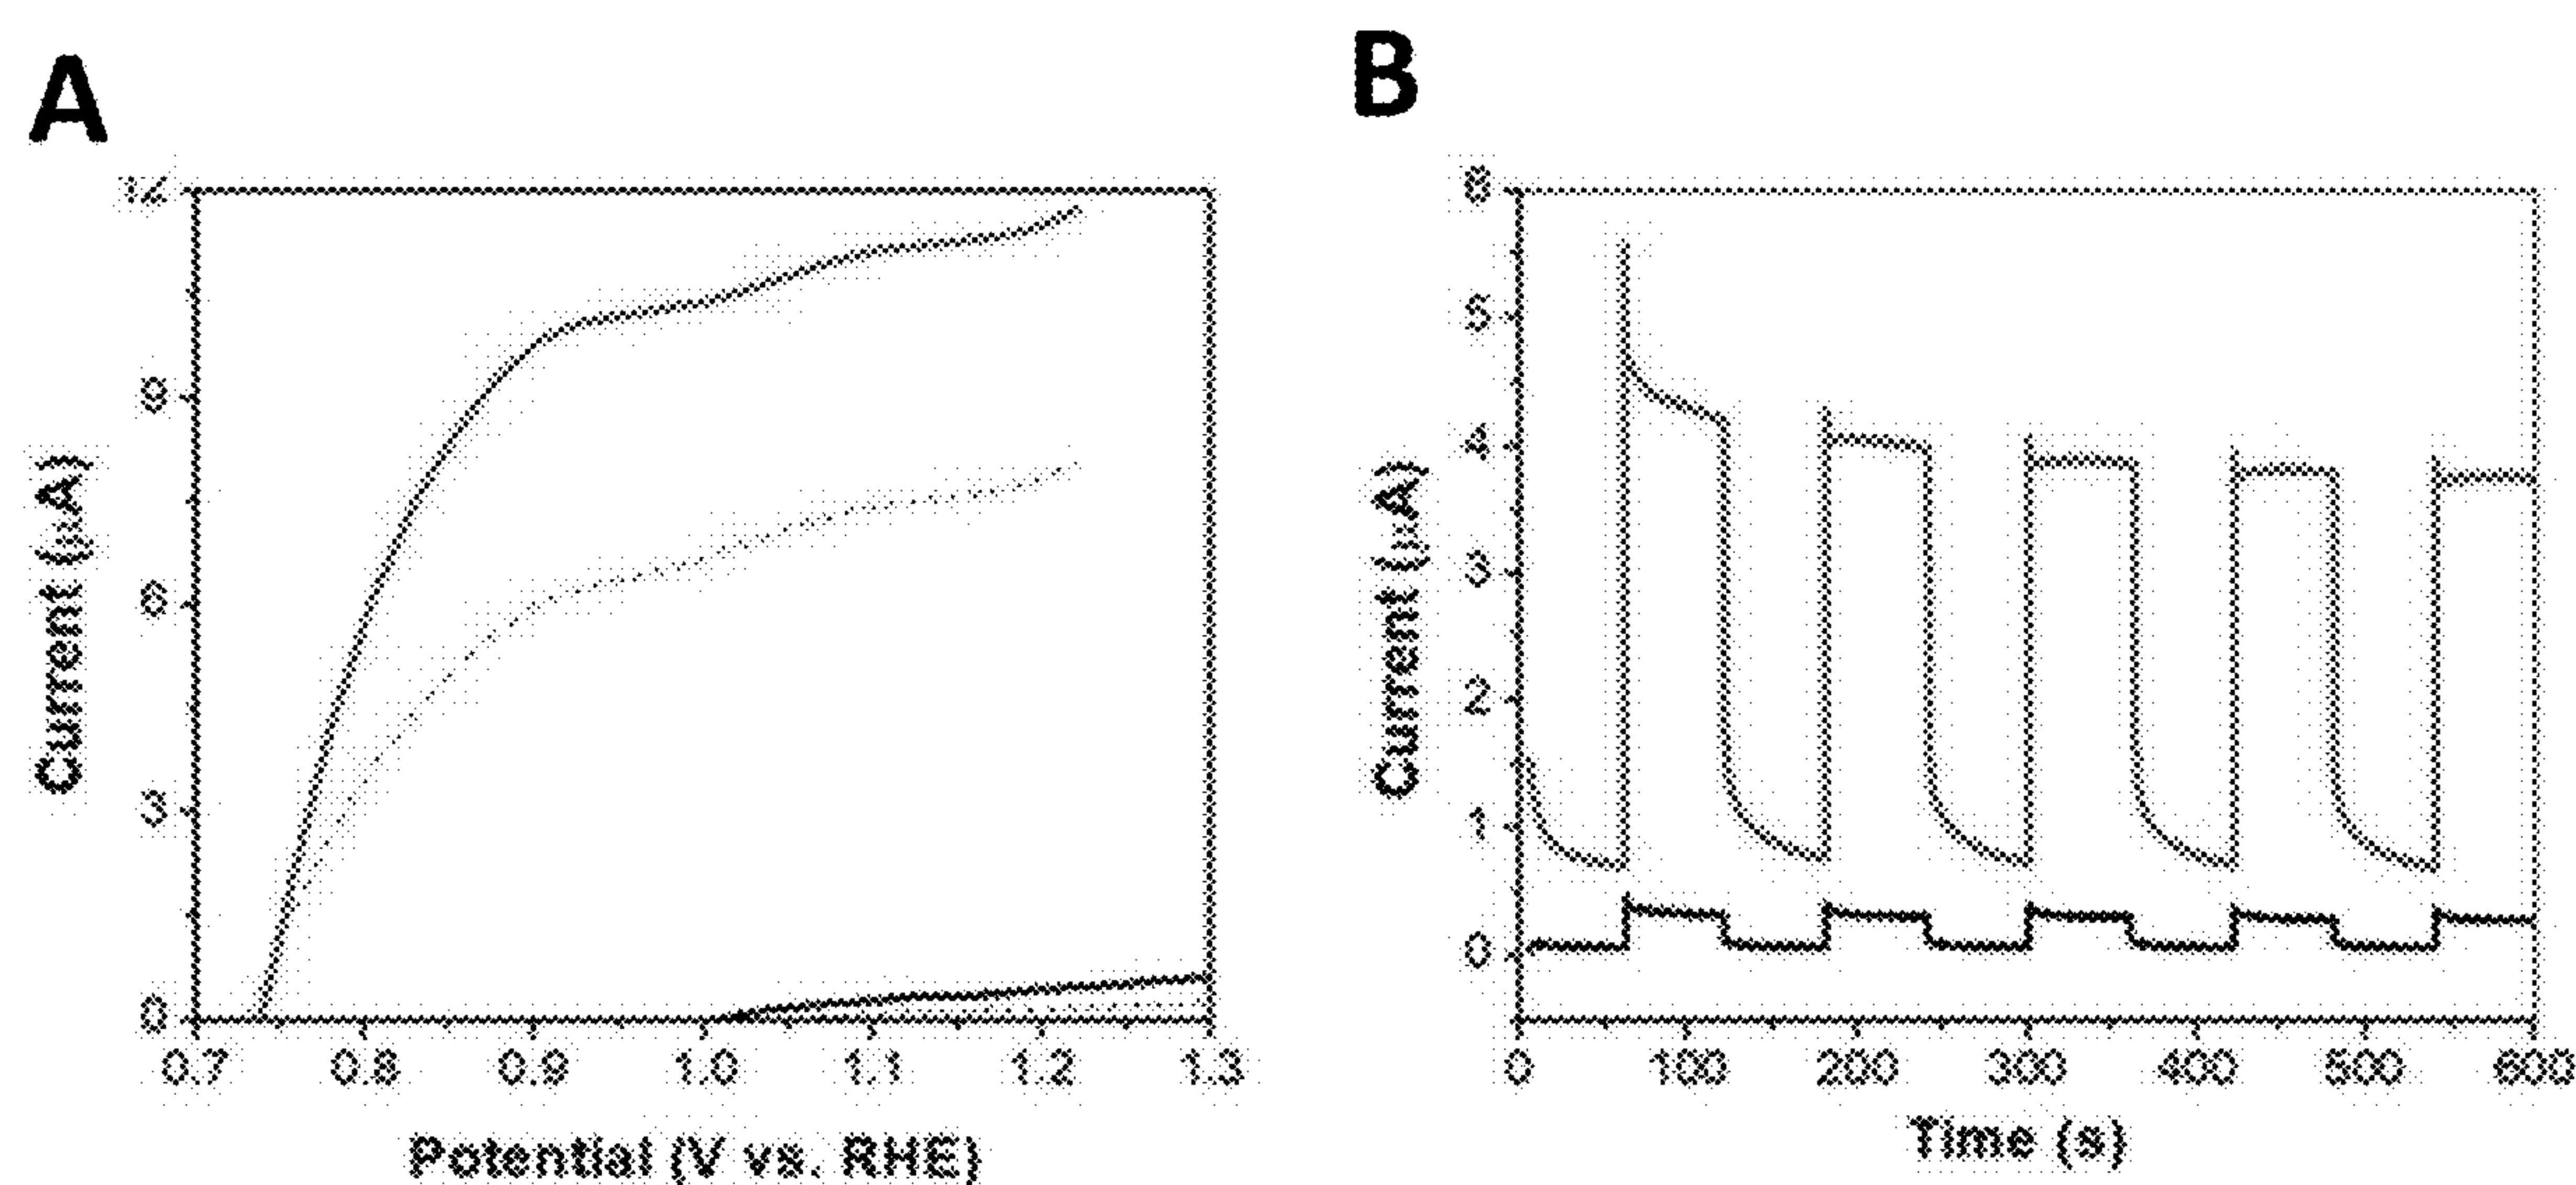 A
B
12
9
6
3
0
0.7 0.8 0.9 1.0 1.1 1.2 1.3
Current (μA)
Potential (V vs. RHE)
5
4
3
2
1
0
0 100 200 300 400 500 600
Current (μA)
Time (s)